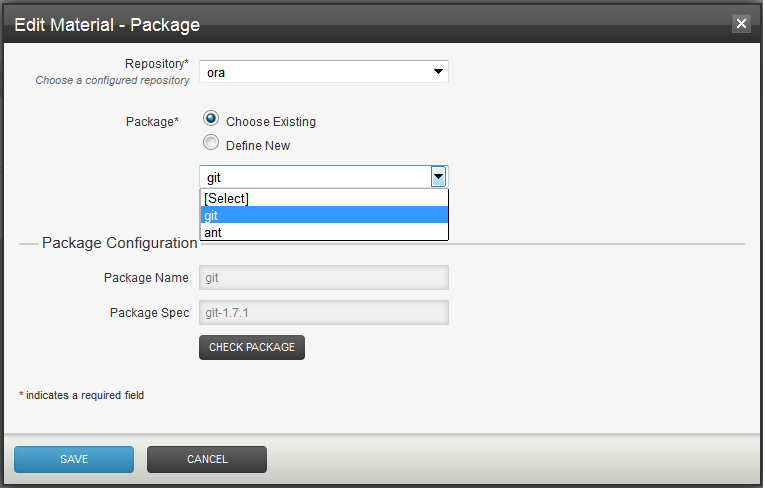 Edit Material - Package
Repository*
Choose a configured repository
ora
Package*
Choose Existing
Define New
git
[Select]
git
ant
Package Configuration
Package Name
git
Package Spec
git-1.7.1
CHECK PACKAGE
* indicates a required field
SAVE
CANCEL